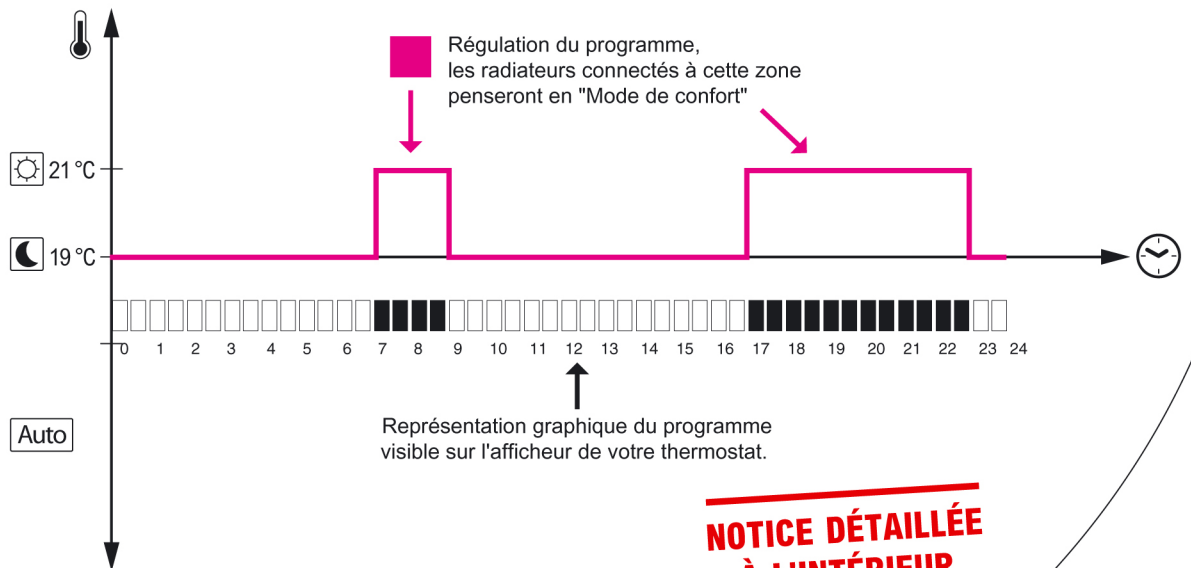 Régulation du programme,
les radiateurs connectés à cette zone
penseront en "Mode de confort"
21 °C
19 °C
0 1 2 3 4 5 6 7 8 9 10 11 12 13 14 15 16 17 18 19 20 21 22 23 24
Représentation graphique du programme
visible sur l'afficheur de votre thermostat.
Auto
NOTICE DÉTAILLÉE
À L'INTÉRIEUR